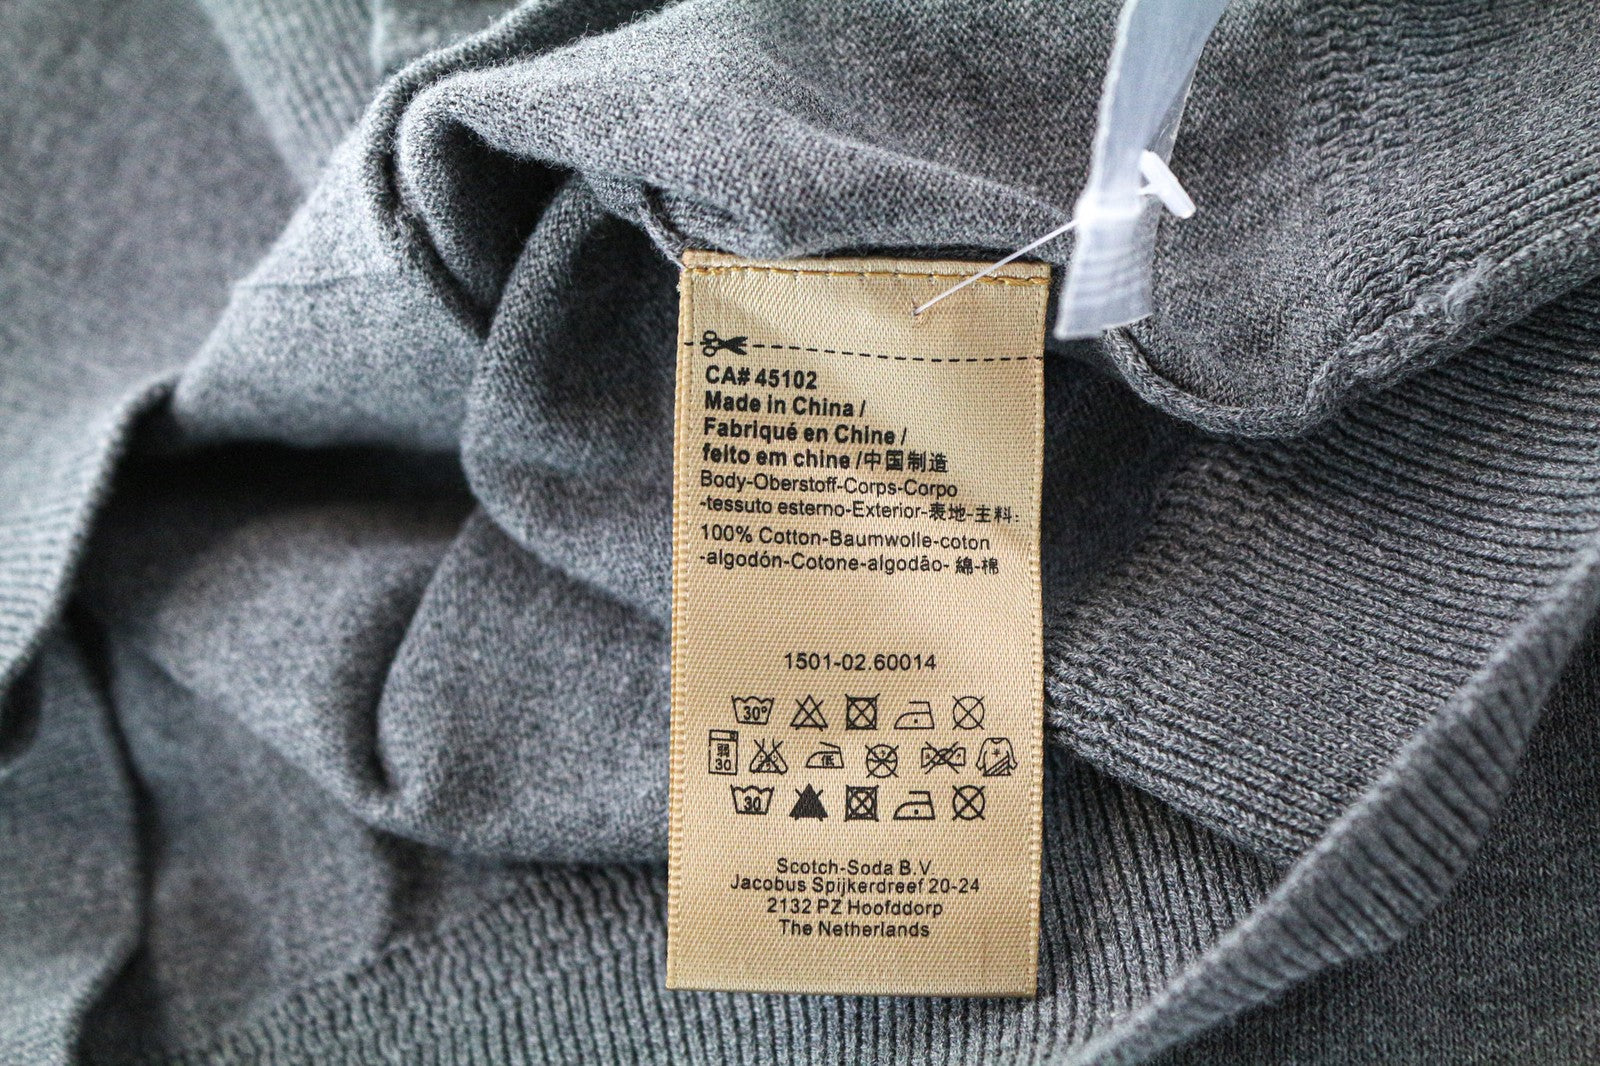 CA# 45102
Made in China /
Fabriqué en Chine /
feito em chine /中国制造
Body-Oberstoff-Corps-Corpo
-tessuto esterno-Exterior-表地-主料:
100% Cotton-Baumwolle-coton
-algodón-Cotone-algodão- 綿-棉
1501-02.60014
30°
弱 30 低
30
Scotch-Soda B.V
Jacobus Spijkerdreef 20-24
2132 PZ Hoofddorp
The Netherlands